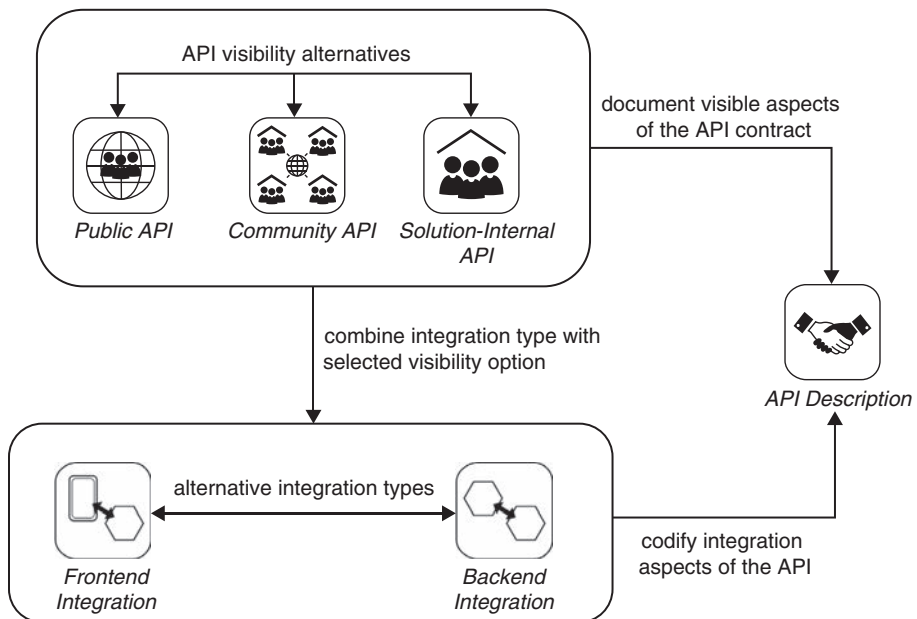 API visibility alternatives
Public API
Community API
Solution-Internal
API
document visible aspects
of the API contract
combine integration type with
selected visibility option
API Description
alternative integration types
Frontend
Integration
Backend
Integration
codify integration
aspects of the API